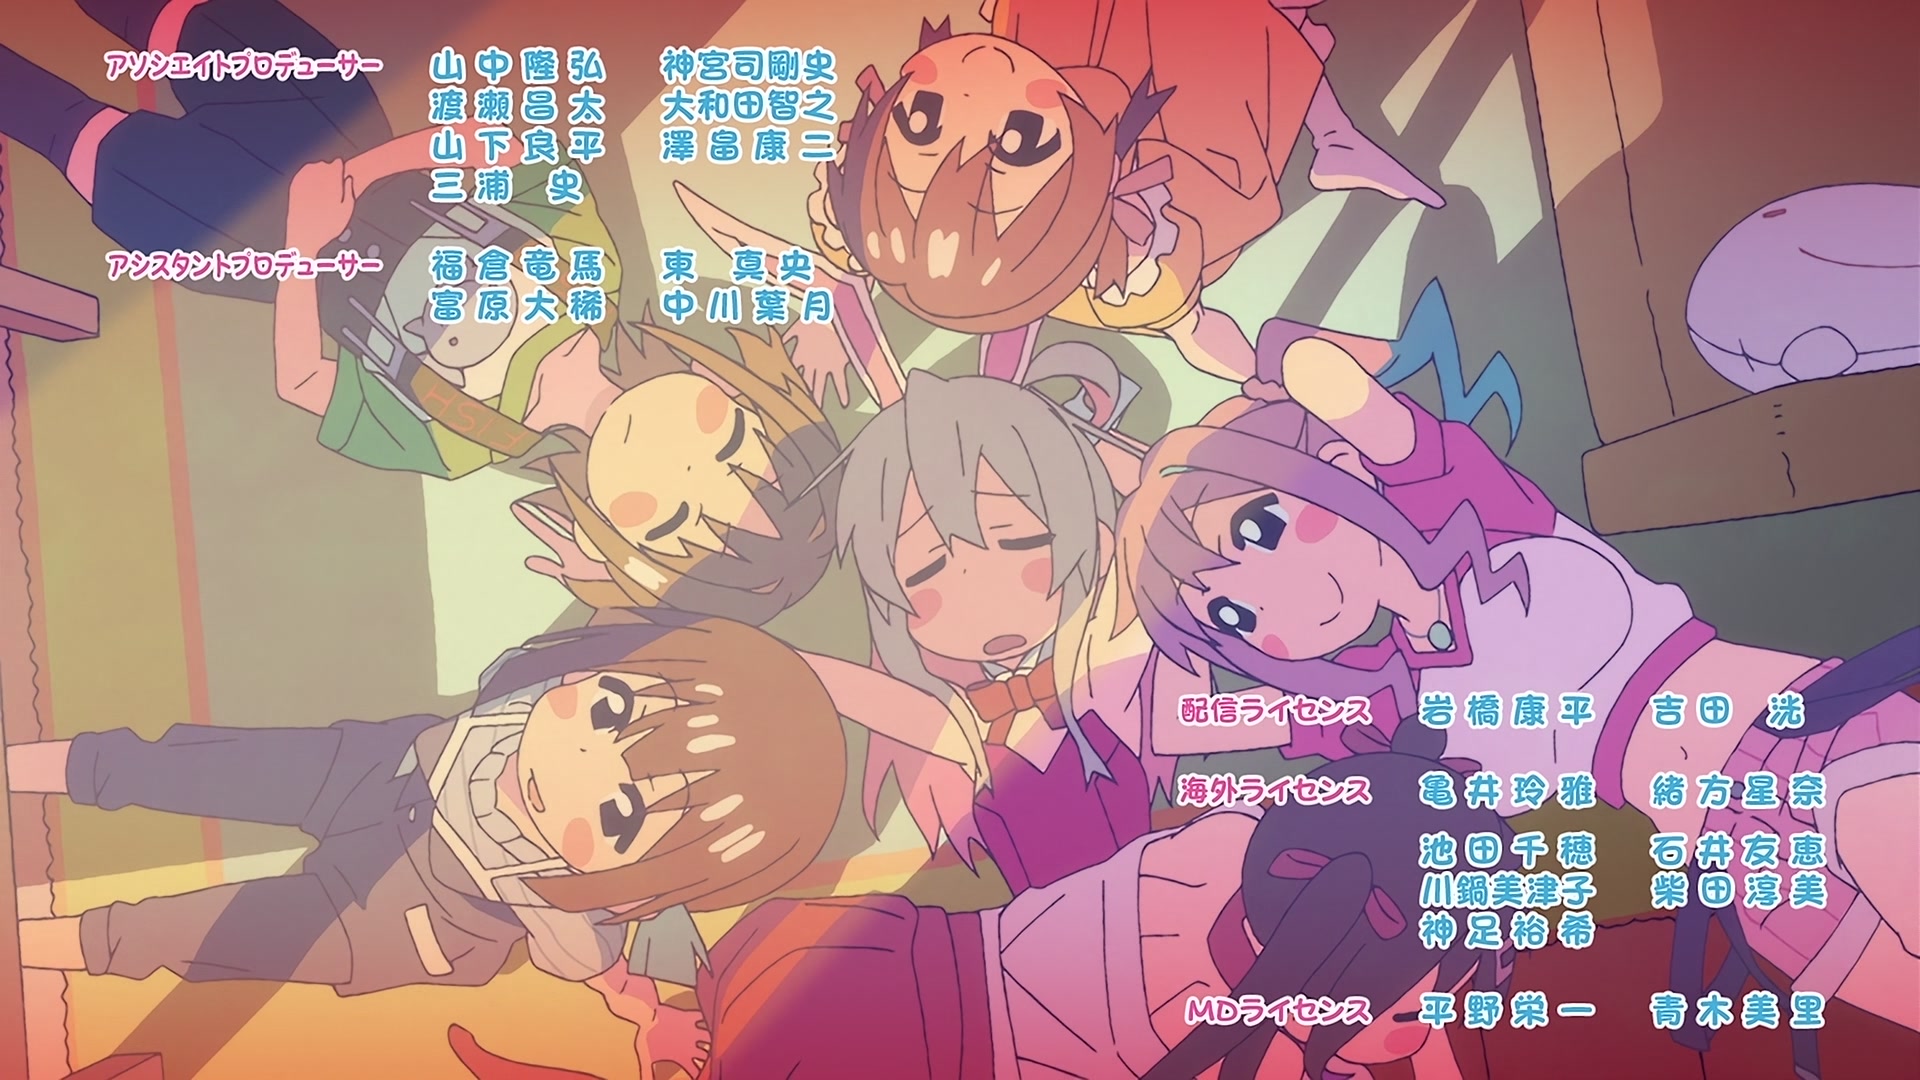 アソシエイトプロデューサー 山中隆弘 神宮司剛史
渡瀬昌太 大和田智之
山下良平 澤畠康二
三浦 史
アシスタントプロデューサー 福倉竜馬 東 真央
富原大稀 中川葉月
FISH
配信ライセンス 岩橋康平 吉田 洸
海外ライセンス 亀井玲雅 緒方星奈
池田千穂 石井友恵
川鍋美津子 柴田淳美
神足裕希
MDライセンス 平野栄一 青木美里